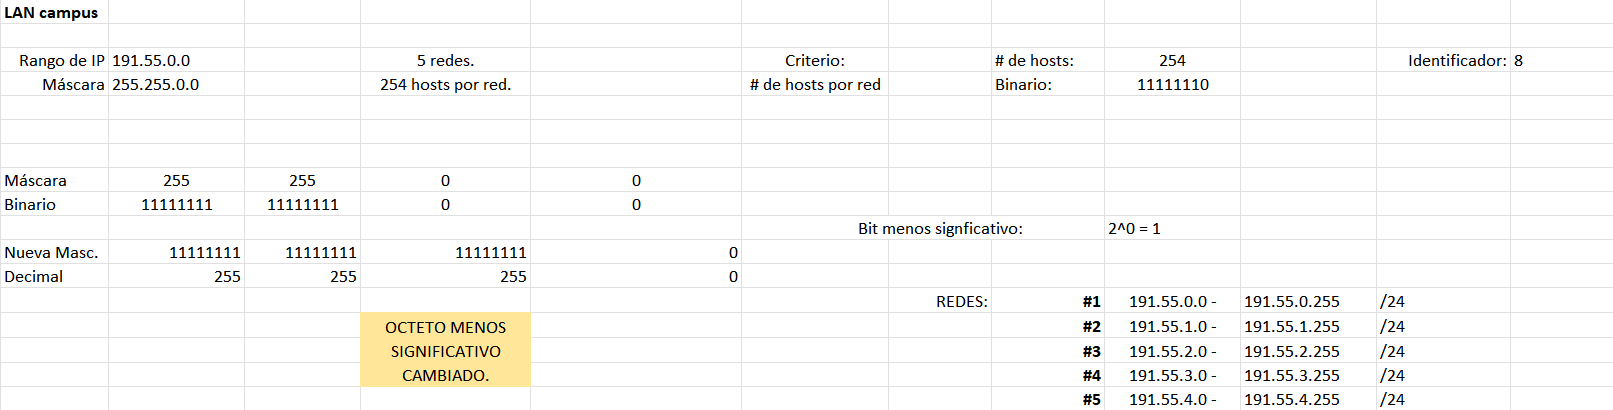 LAN campus
Rango de IP 191.55.0.0 5 redes. Criterio: # de hosts: 254 Identificador: 8
Máscara 255.255.0.0 254 hosts por red. # de hosts por red Binario: 11111110
Máscara 255 255 0 0
Binario 11111111 11111111 0 0
Bit menos signficativo: 2^0 = 1
Nueva Masc. 11111111 11111111 11111111 0
Decimal 255 255 255 0
REDES: #1 191.55.0.0 - 191.55.0.255 /24
OCTETO MENOS #2 191.55.1.0 - 191.55.1.255 /24
SIGNIFICATIVO #3 191.55.2.0 - 191.55.2.255 /24
CAMBIADO. #4 191.55.3.0 - 191.55.3.255 /24
#5 191.55.4.0 - 191.55.4.255 /24